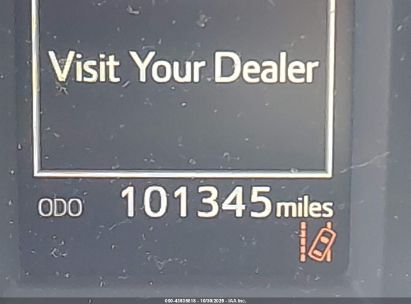 Visit Your Dealer
ODO 101345 miles